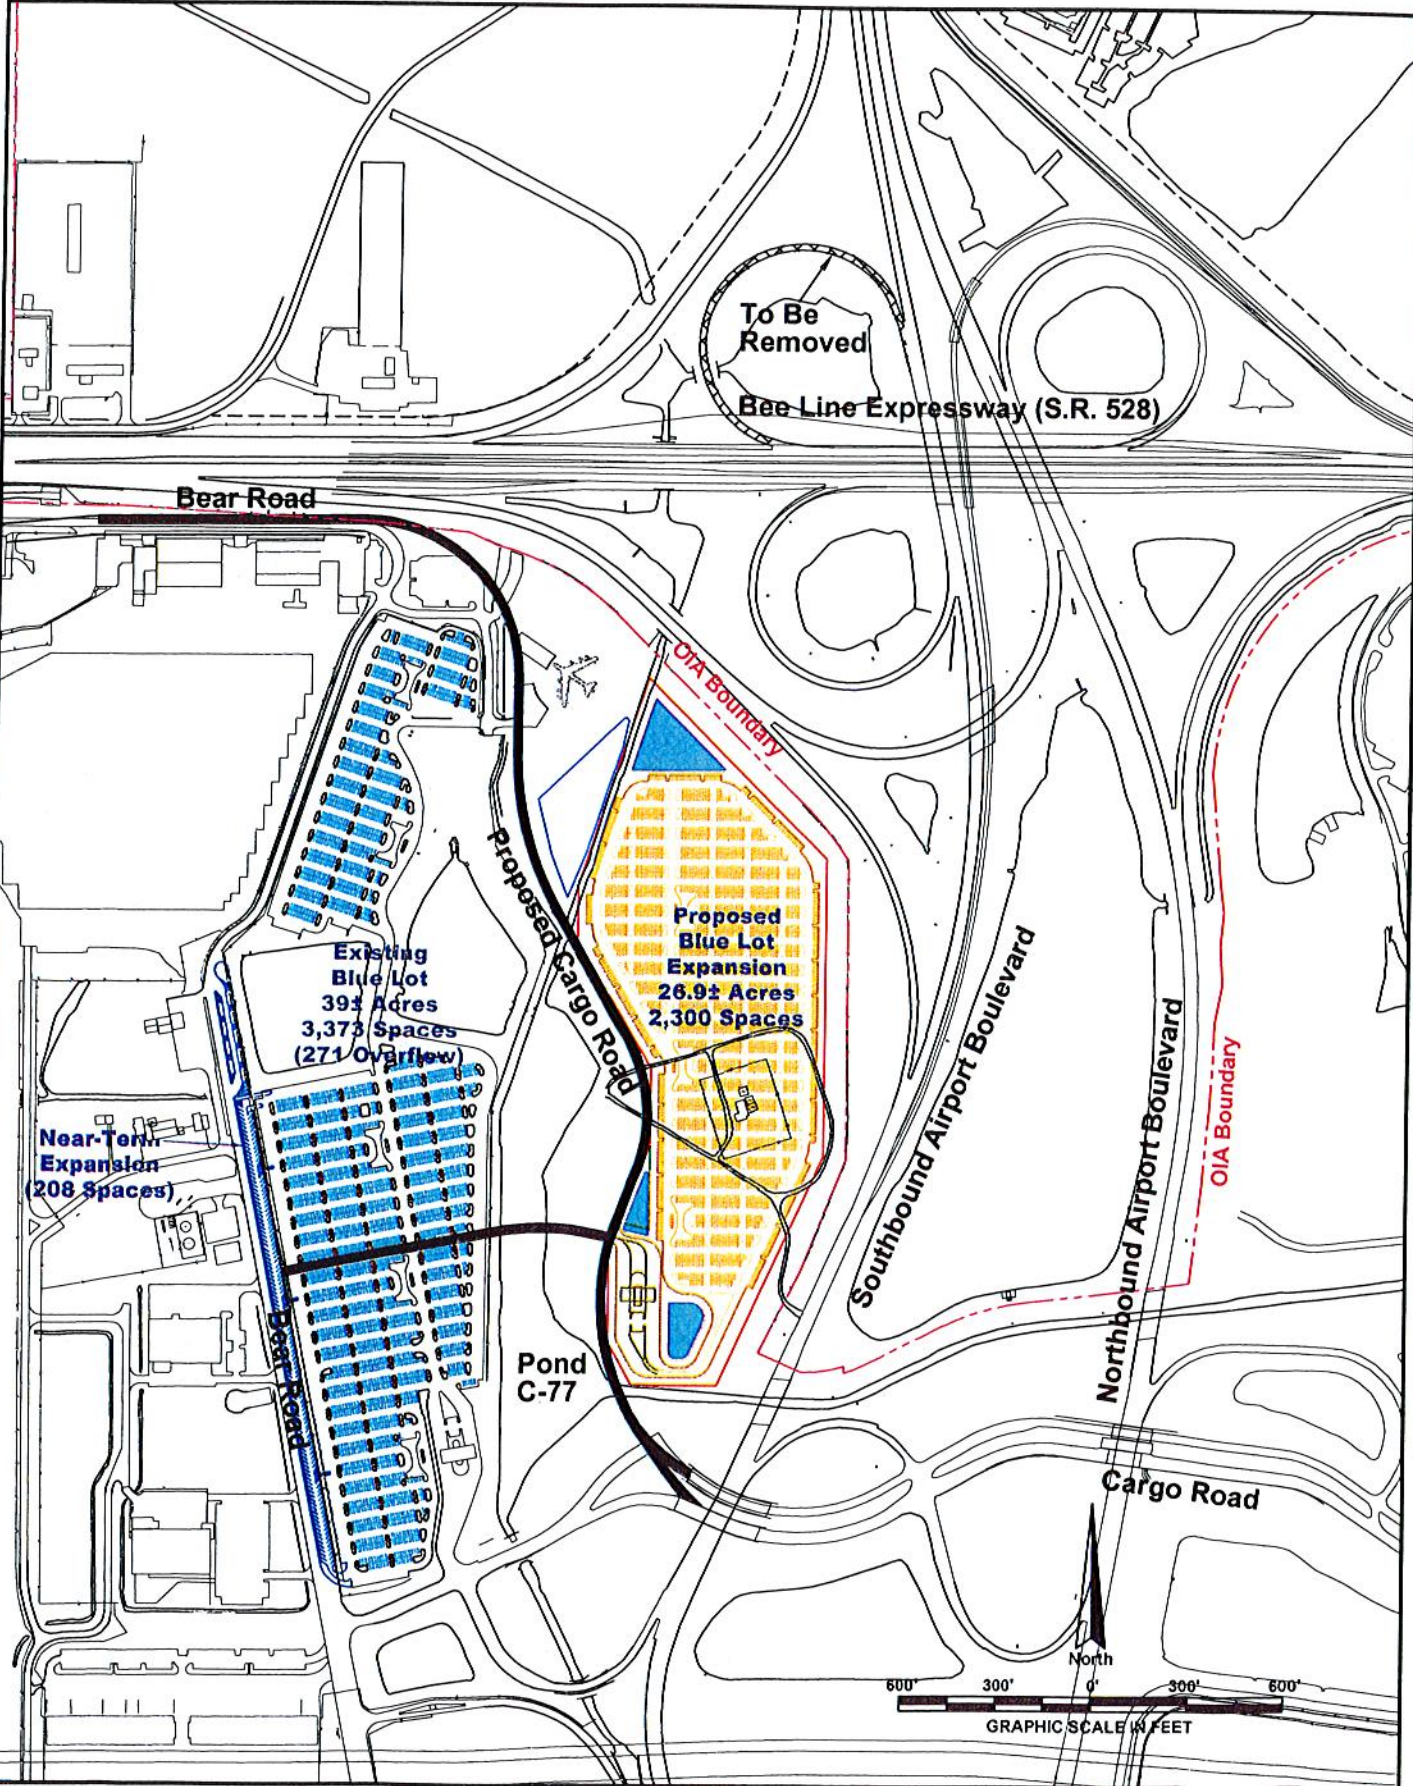 To Be
Removed
Bee Line Expressway (S.R. 528)
Bear Road
OIA Boundary
Proposed Cargo Road
Proposed
Blue Lot
Expansion
26.9± Acres
2,300 Spaces
Existing
Blue Lot
39± Acres
3,373 Spaces
(271 Overflow)
Near-Term
Expansion
(208 Spaces)
Southbound Airport Boulevard
Northbound Airport Boulevard
OIA Boundary
Bear Road
Pond
C-77
Cargo Road
North
600' 300' 0' 300' 600'
GRAPHIC SCALE IN FEET